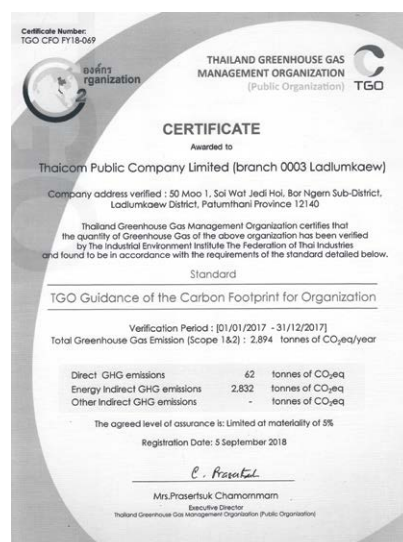 Certificate Number:
TGO CFO FY18-069
องค์กร
rganization
2
THAILAND GREENHOUSE GAS
MANAGEMENT ORGANIZATION
(Public Organization)
TGO
CERTIFICATE
Awarded to
Thaicom Public Company Limited (branch 0003 Ladlumkaew)
Company address verified : 50 Moo 1, Soi Wat Jedi Hoi, Bor Ngern Sub-District,
Ladlumkaew District, Patumthani Province 12140
Thailand Greenhouse Gas Management Organization certifies that
the quantity of Greenhouse Gas of the above organization has been verified
by The Industrial Environment Institute The Federation of Thai Industries
and found to be in accordance with the requirements of the standard detailed below.
Standard
TGO Guidance of the Carbon Footprint for Organization
Verification Period : [01/01/2017 - 31/12/2017]
Total Greenhouse Gas Emission (Scope 1&2) : 2,894 tonnes of CO₂eq/year
Direct GHG emissions 62 tonnes of CO₂eq
Energy Indirect GHG emissions 2,832 tonnes of CO₂eq
Other Indirect GHG emissions - tonnes of CO₂eq
The agreed level of assurance is: Limited at materiality of 5%
Registration Date: 5 September 2018
Mrs.Prasertsuk Chamornmarn
Executive Director
Thailand Greenhouse Gas Management Organization (Public Organization)